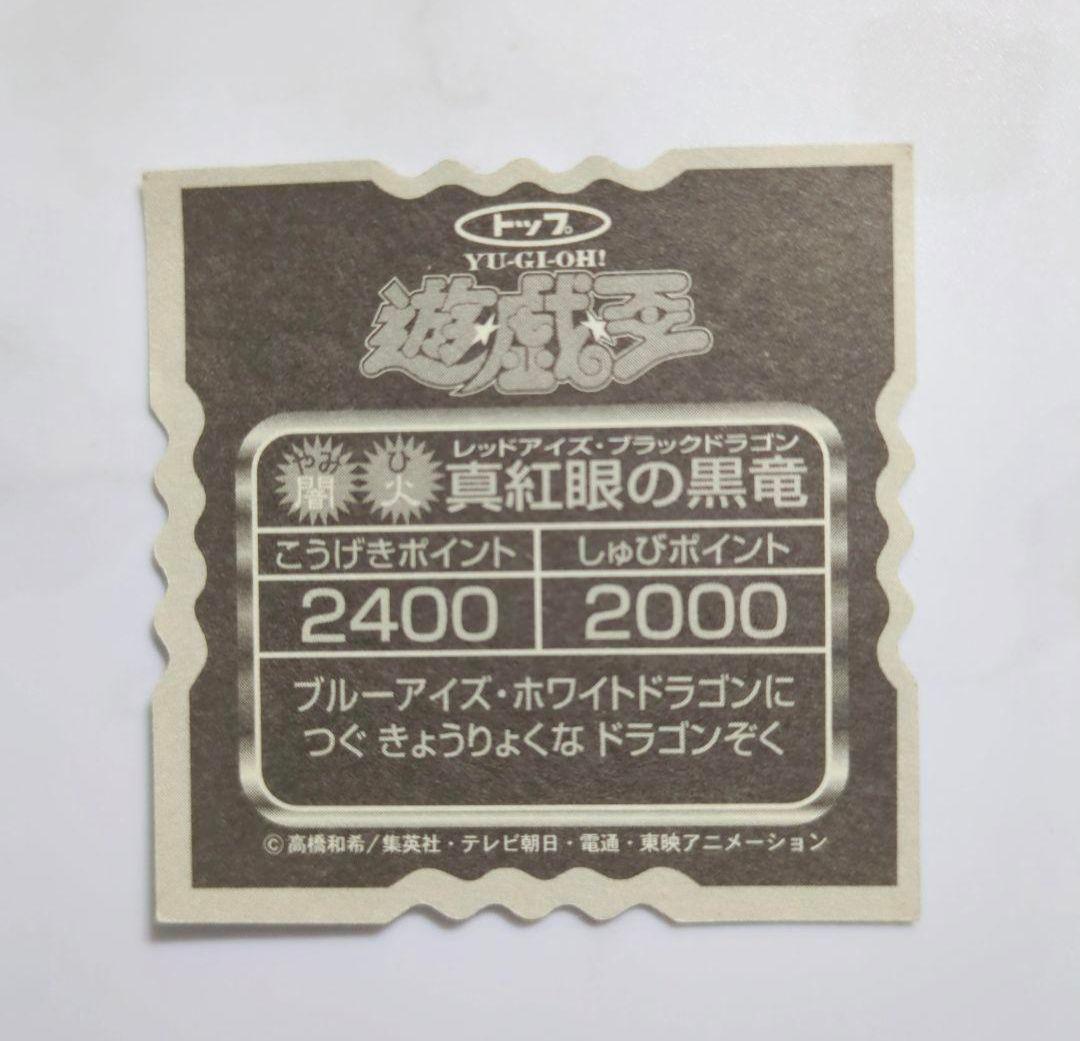 トップ。
YU-GI-OH!
遊戯王
レッドアイズ・ブラックドラゴン
やみ ひ
闇 火 真紅眼の黒竜
こうげきポイント しゅびポイント
2400 2000
ブルーアイズ・ホワイトドラゴンに
つぐ きょうりょくな ドラゴンぞく
©高橋和希/集英社・テレビ朝日・電通・東映アニメーション